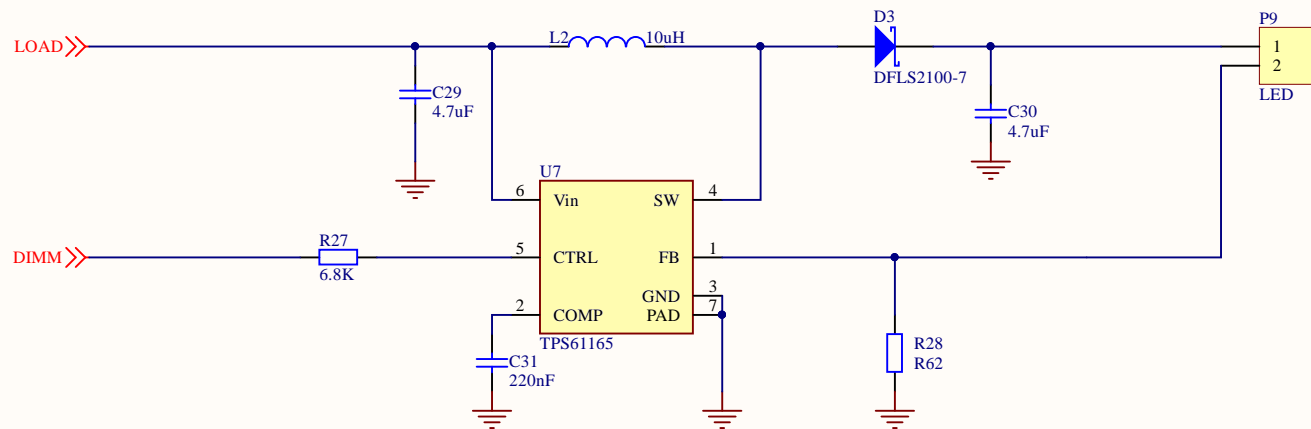 D3
P9
LOAD
L2
10uH
1
2
DFLS2100-7
LED
C29
4.7uF
C30
4.7uF
U7
6
Vin
SW
4
DIMM
R27
6.8K
5
CTRL
FB
1
GND
3
2
COMP
PAD
7
TPS61165
C31
220nF
R28
R62